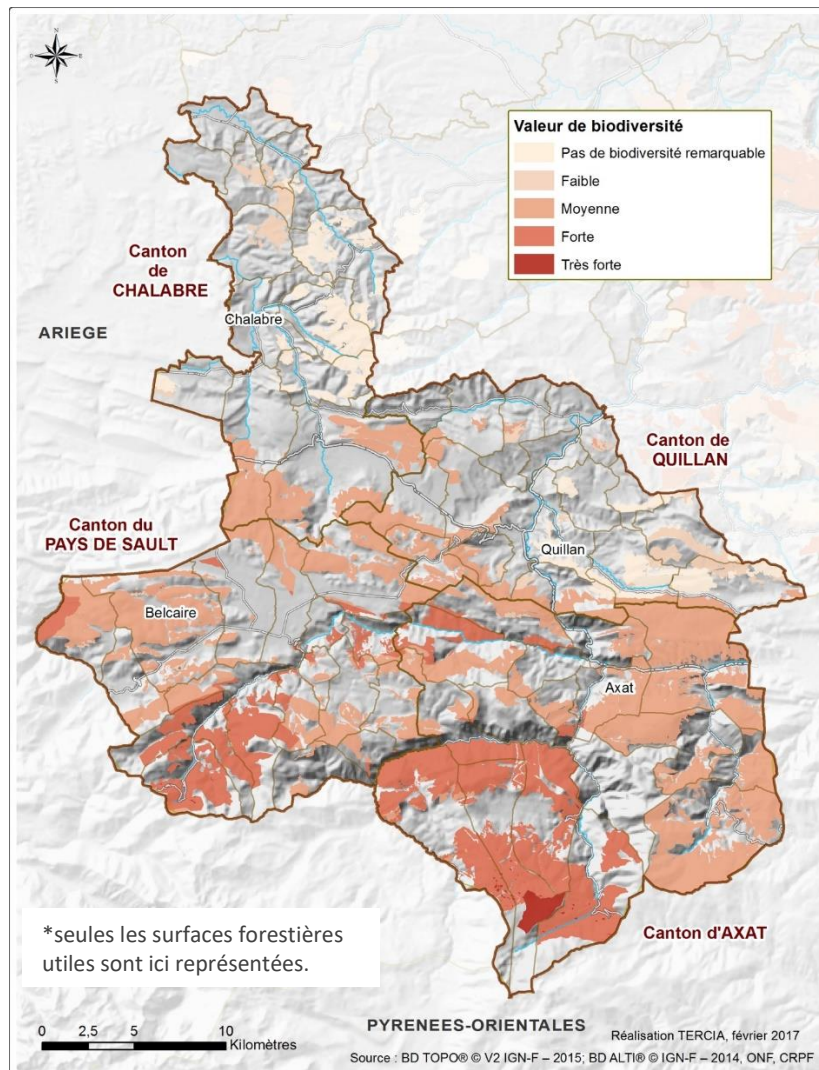 Valeur de biodiversité
Pas de biodiversité remarquable
Faible
Moyenne
Forte
Très forte
Canton
de
CHALABRE
Chalabre
ARIEGE
Canton de
QUILLAN
Canton du
PAYS DE SAULT
Quillan
Belcaire
Axat
*seules les surfaces forestières
utiles sont ici représentées.
Canton d'AXAT
PYRENEES-ORIENTALES
0 2,5 5 10
Kilomètres
Réalisation TERCIA, février 2017
Source : BD TOPO® © V2 IGN-F – 2015; BD ALTI® © IGN-F – 2014, ONF, CRPF